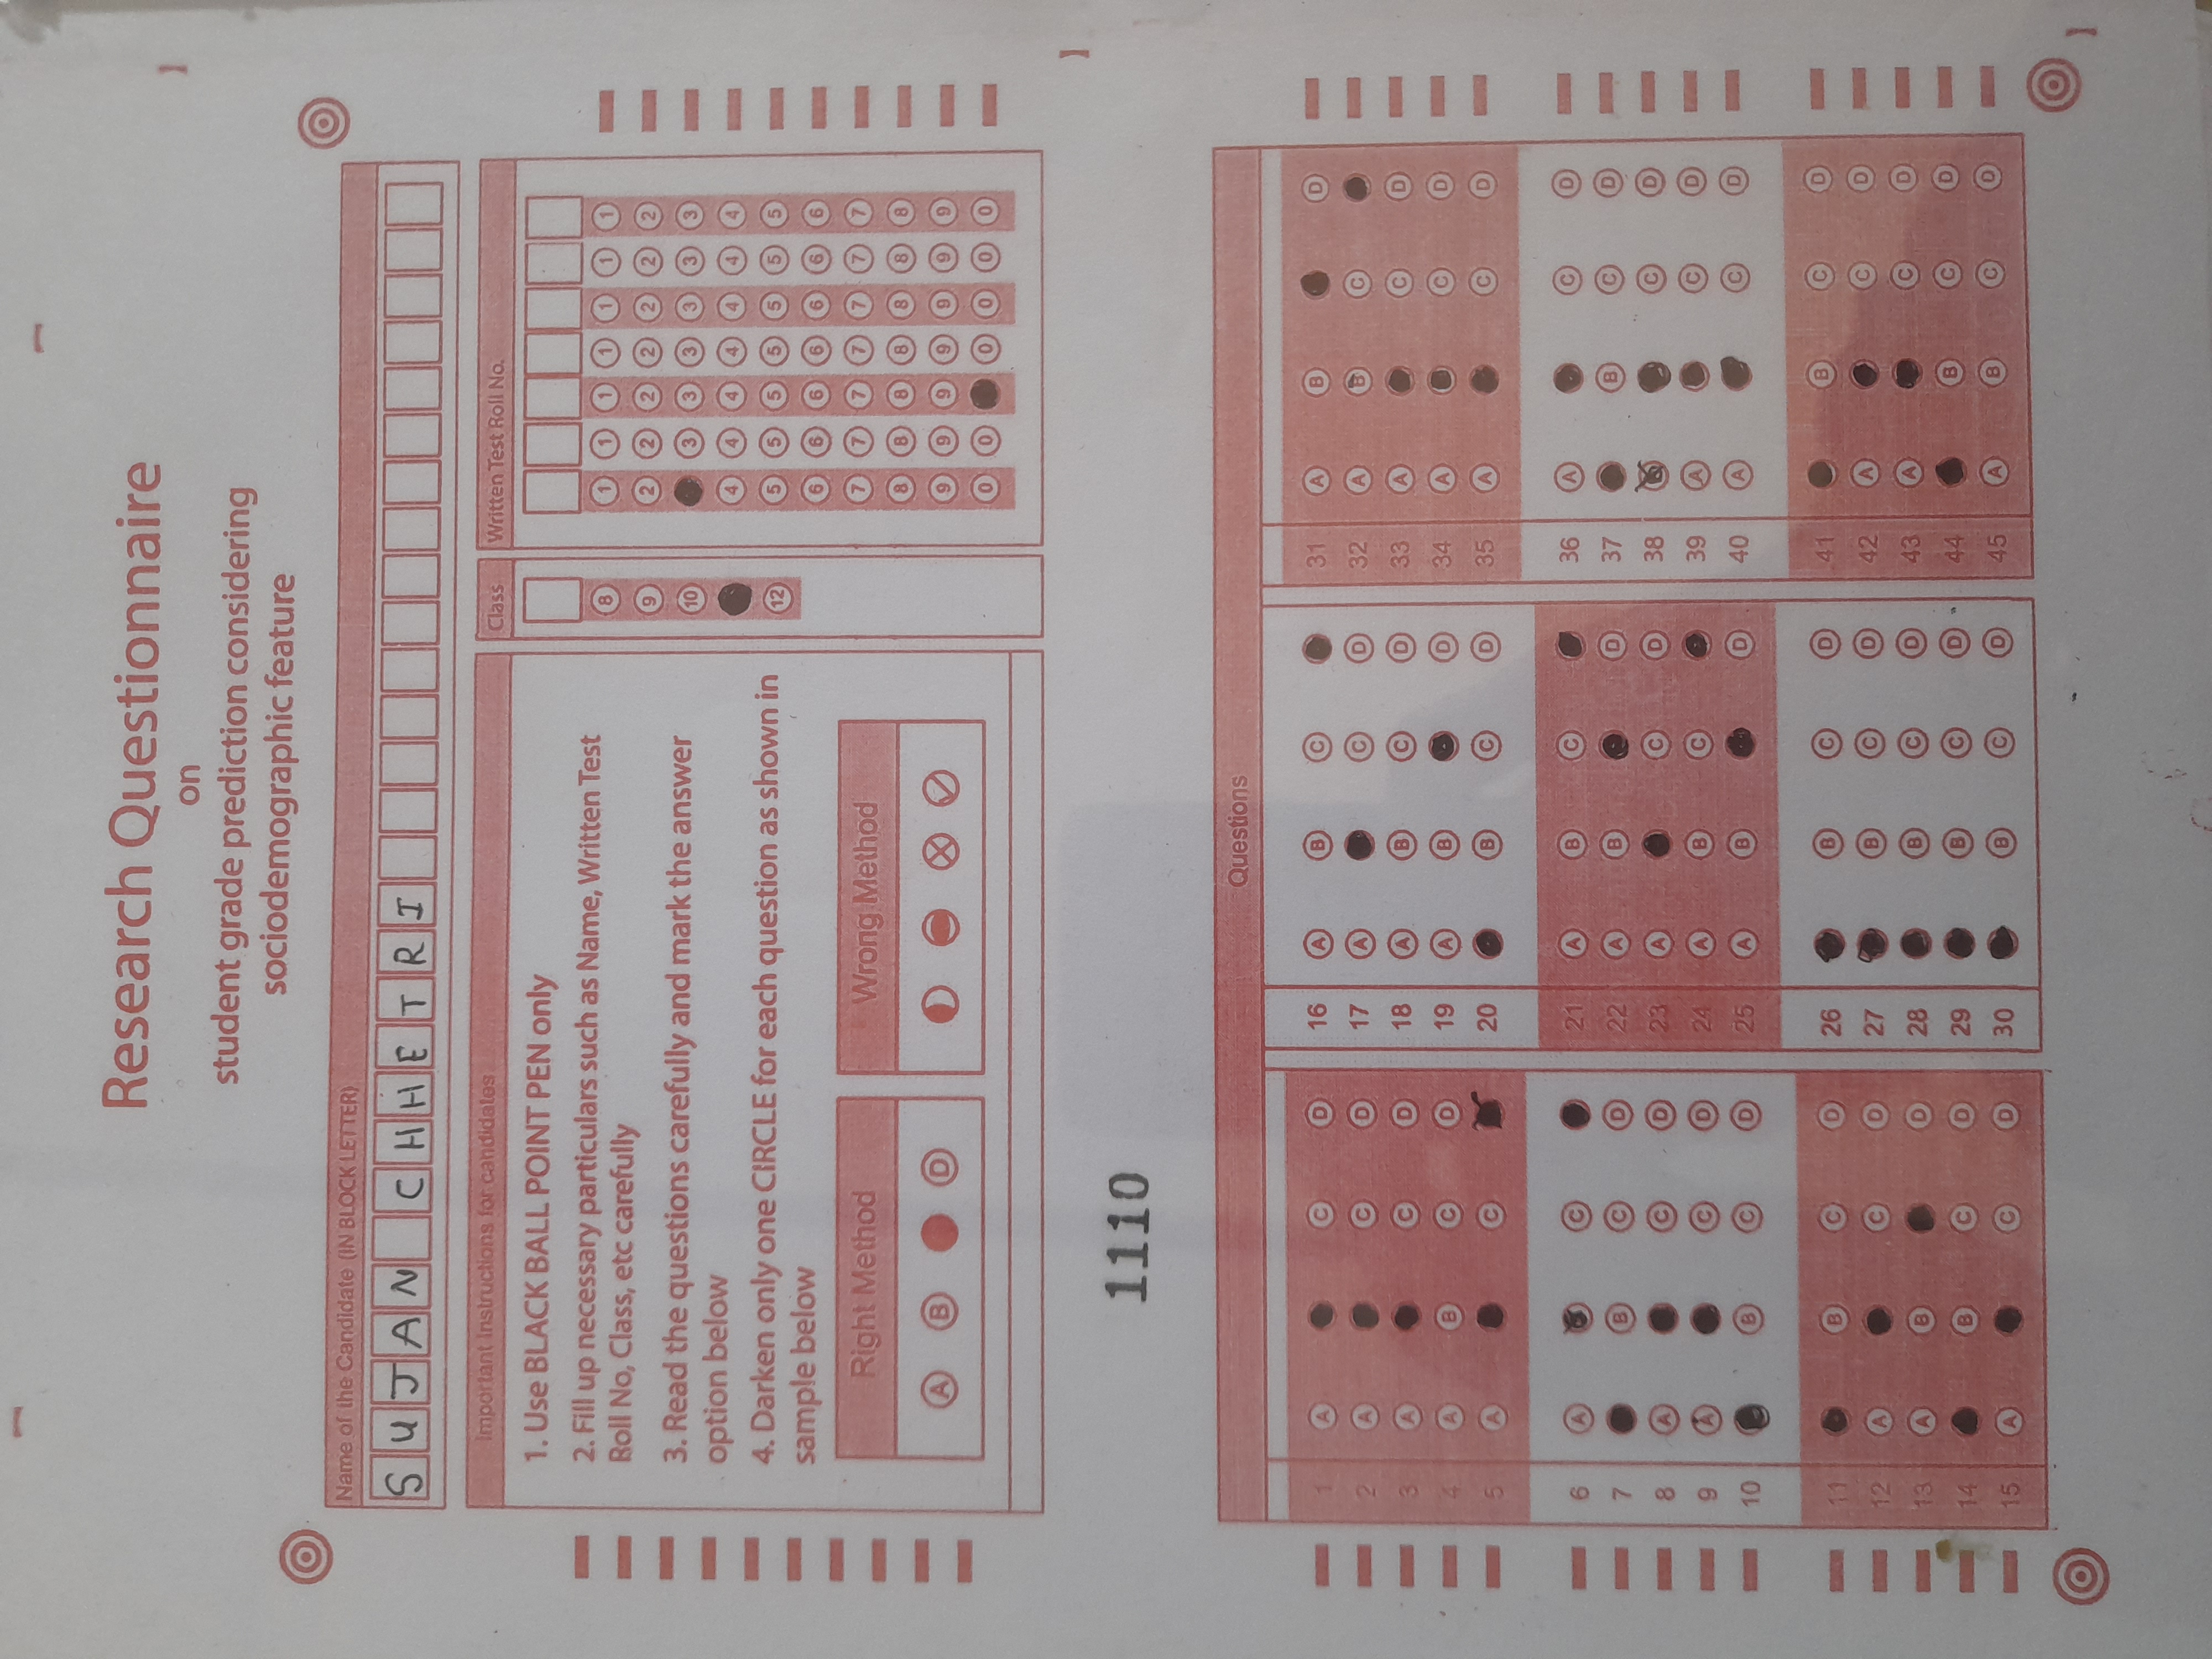 Research Questionnaire
on
student grade prediction considering
sociodemographic feature
Name of the Candidate (IN BLOCK LETTER)
SUJAN CHHETRI
Important Instructions for candidates
1. Use BLACK BALL POINT PEN only
2. Fill up necessary particulars such as Name, Written Test
Roll No, Class, etc carefully
3. Read the questions carefully and mark the answer
option below
4. Darken only one CIRCLE for each question as shown in
sample below
Right Method
A B D
Wrong Method
Class
8
9
10
12
Written Test Roll No.
1 1 1 1 1 1 1
2 2 2 2 2 2 2
3 3 3 3 3 3
4 4 4 4 4 4 4
5 5 5 5 5 5 5
6 6 6 6 6 6 6
7 7 7 7 7 7 7
8 8 8 8 8 8 8
9 9 9 9 9 9 9
0 0 0 0 0 0
1110
Questions
1 A C D
2 A C D
3 A C D
4 A B C D
5 A C
6 A C
7 B C D
8 A C D
9 A C D
10 B C D
11 B C D
12 A C D
13 A B D
14 B C D
15 A C D
16 A B C
17 A C D
18 A B C D
19 A B D
20 B C D
21 A B C
22 A B D
23 A C D
24 A B C
25 A B D
26 B C D
27 B C D
28 B C D
29 B C D
30 B C D
31 A B D
32 A B C
33 A C D
34 A C D
35 A C D
36 A C D
37 B C D
38 C D
39 A C D
40 A C D
41 B C D
42 A C D
43 A C D
44 B C D
45 A B C D